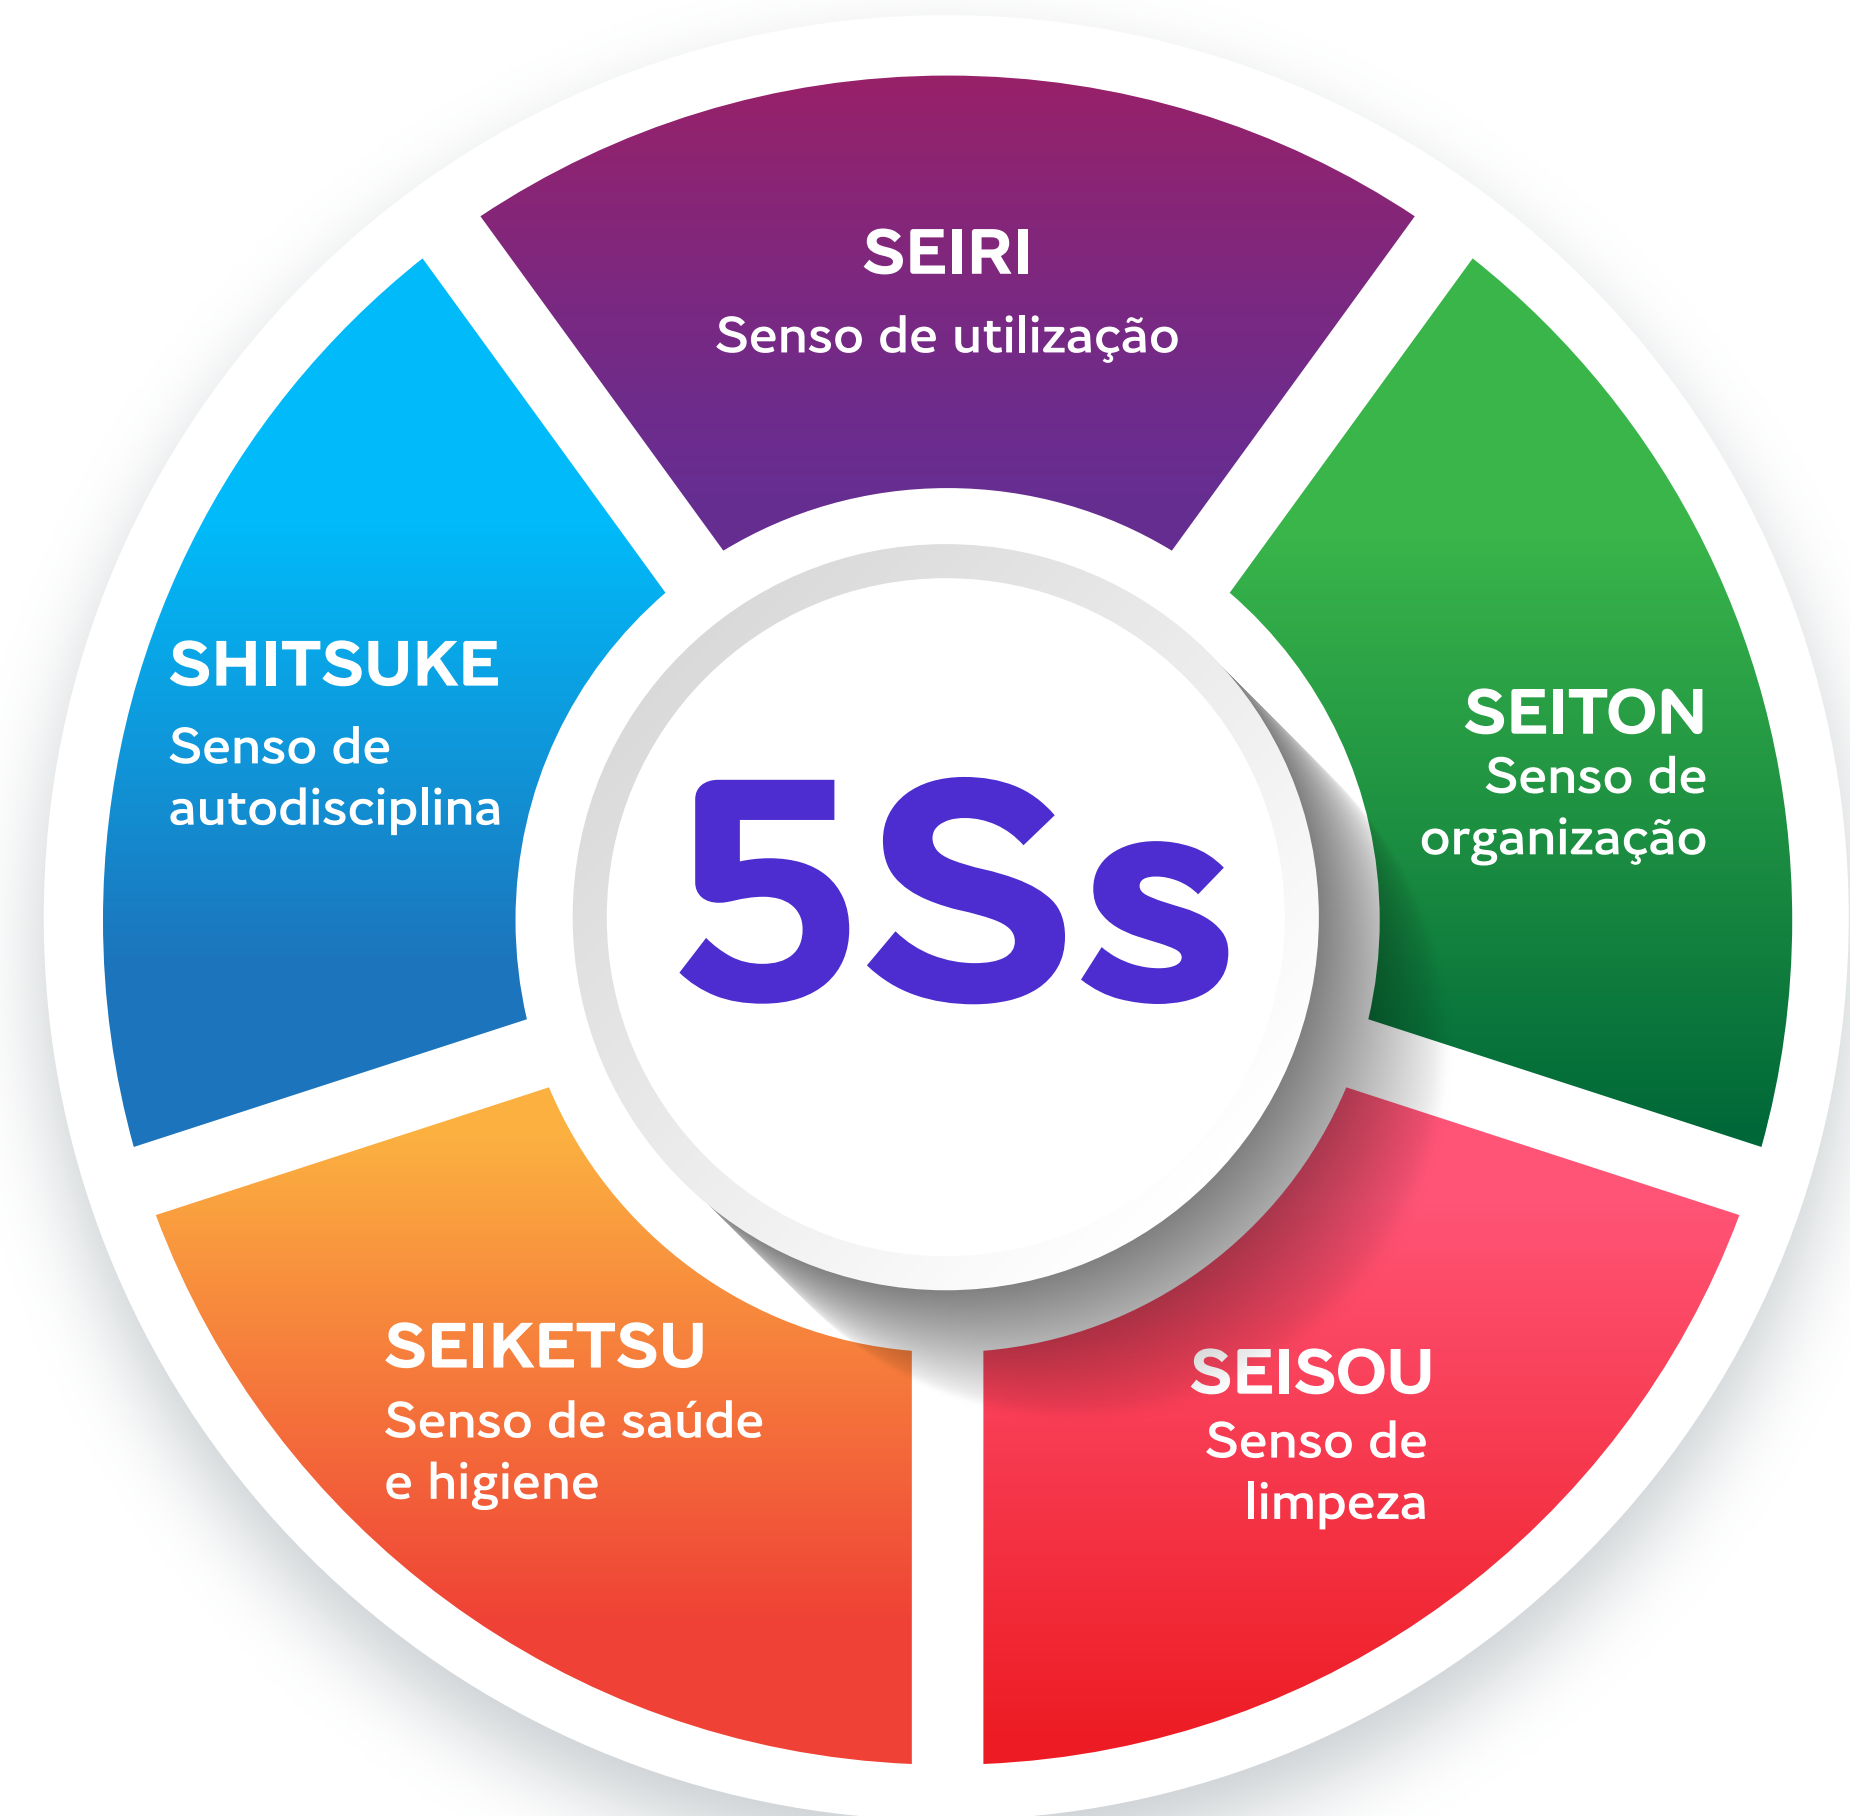 SEIRI
Senso de utilização
SEITON
Senso de
organização
SEISOU
Senso de
limpeza
SEIKETSU
Senso de saúde
e higiene
SHITSUKE
Senso de
autodisciplina
5Ss